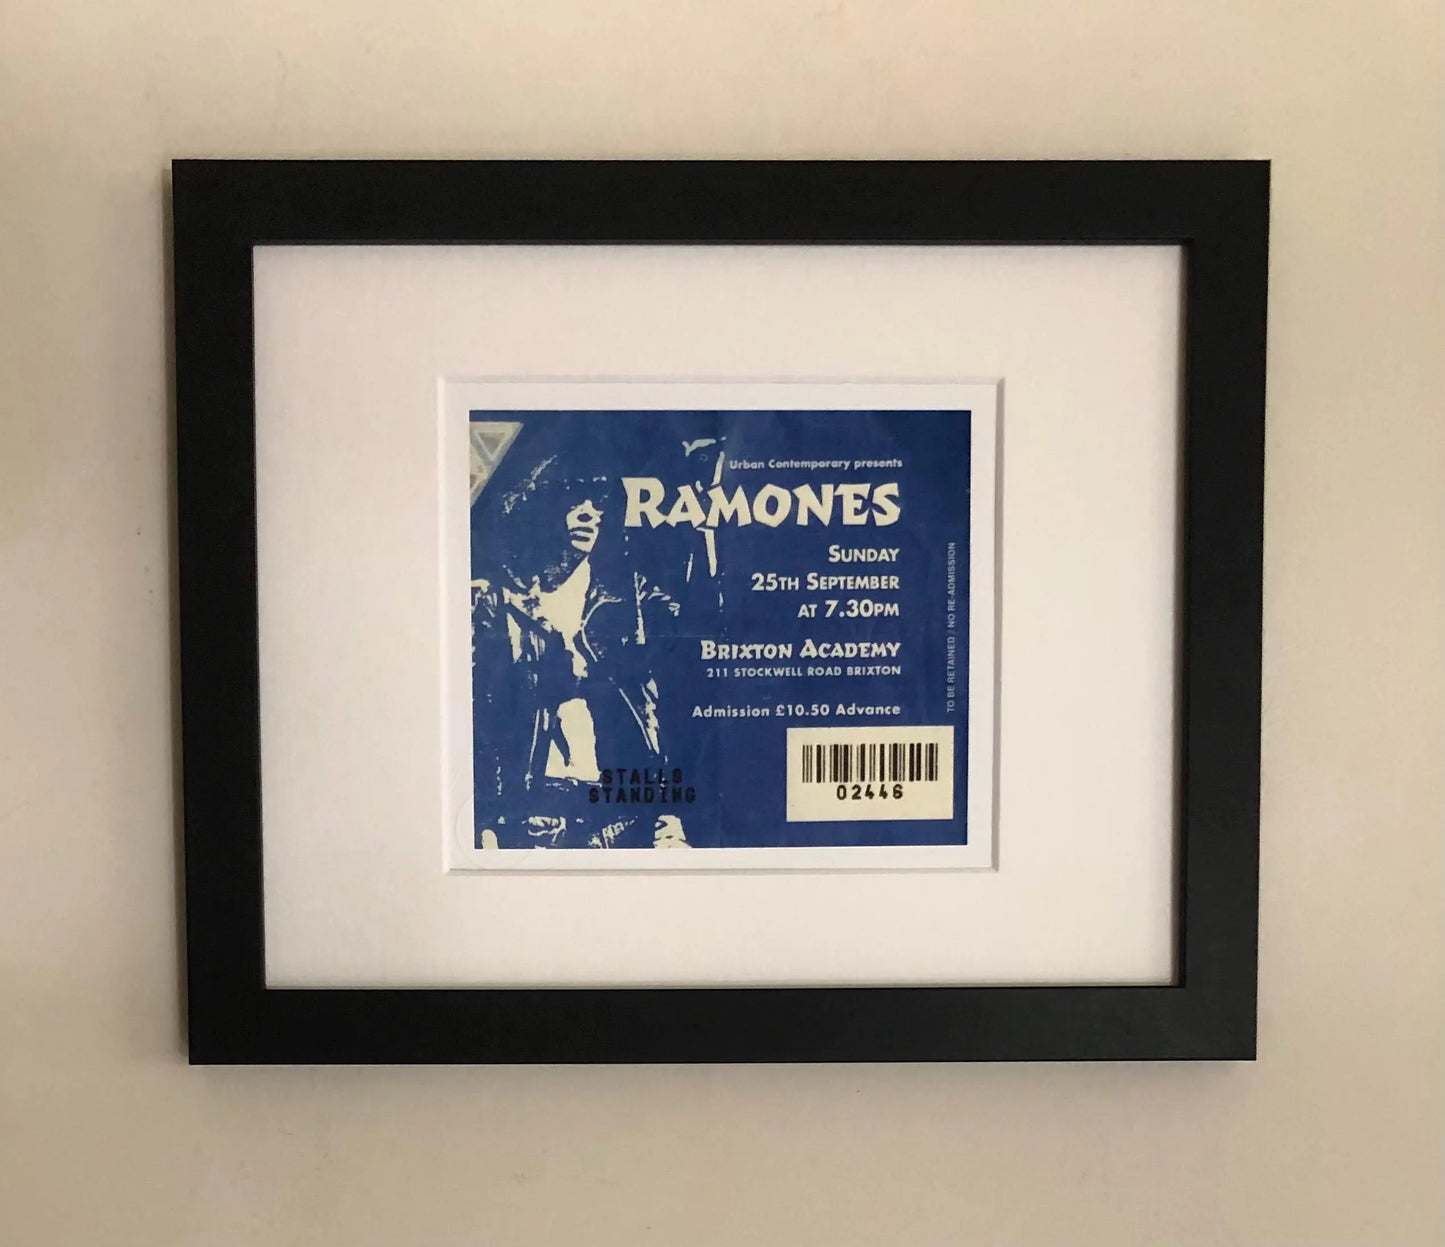 Urban Contemporary presents
RAMONES
SUNDAY
25TH SEPTEMBER
AT 7.30PM
BRIXTON ACADEMY
211 STOCKWELL ROAD BRIXTON
Admission £10.50 Advance
STALLS
STANDING
02446
TO BE RETAINED / NO RE-ADMISSION